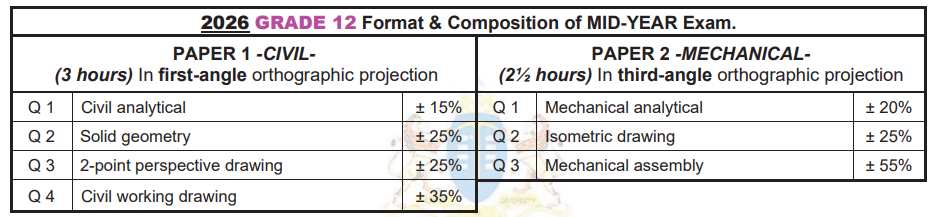 2026 GRADE 12 Format & Composition of MID-YEAR Exam.
PAPER 1 -CIVIL-
(3 hours) In first-angle orthographic projection
Q 1 Civil analytical ± 15%
Q 2 Solid geometry ± 25%
Q 3 2-point perspective drawing ± 25%
Q 4 Civil working drawing ± 35%
PAPER 2 -MECHANICAL-
(2½ hours) In third-angle orthographic projection
Q 1 Mechanical analytical ± 20%
Q 2 Isometric drawing ± 25%
Q 3 Mechanical assembly ± 55%